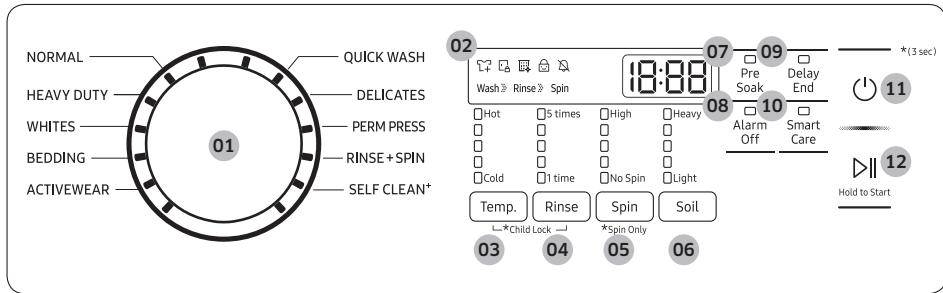 NORMAL
HEAVY DUTY
WHITES
BEDDING
ACTIVEWEAR
01
QUICK WASH
DELICATES
PERM PRESS
RINSE+SPIN
SELF CLEAN+
02
18:88
Wash》 Rinse》 Spin
Hot 5 times High Heavy
Cold 1 time No Spin Light
Temp. Rinse Spin Soil
*Child Lock *Spin Only
03 04 05 06
07 09
Pre Soak
Delay End
08 10
Alarm Off
Smart Care
*(3 sec)
11
12
Hold to Start